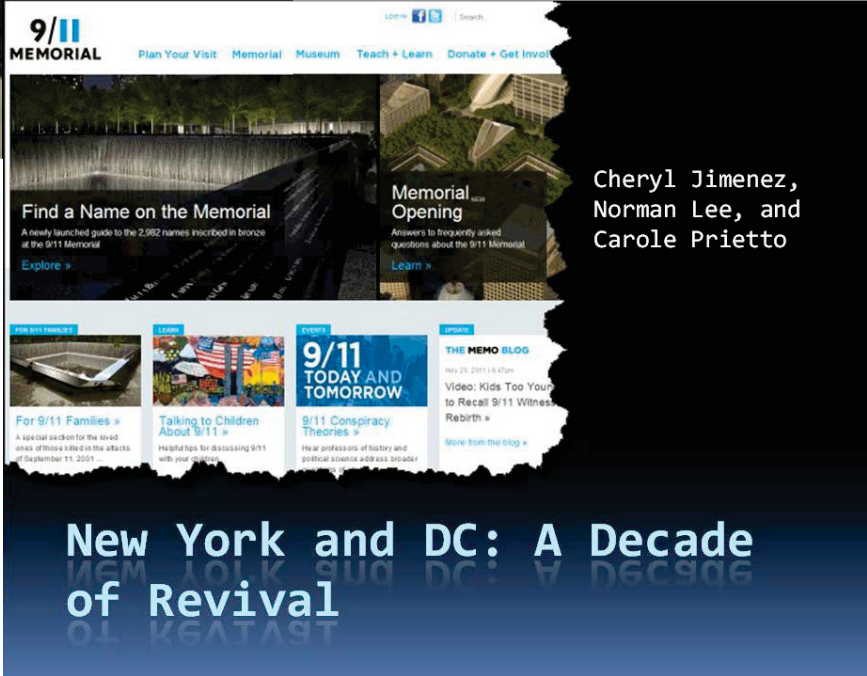 LOGIN
Search...
9/11
MEMORIAL
Plan Your Visit Memorial Museum Teach + Learn Donate + Get Invol
Find a Name on the Memorial
A newly launched guide to the 2,982 names inscribed in bronze
at the 9/11 Memorial
Explore »
Memorial
Opening
Answers to frequently asked
questions about the 9/11 Memorial
Learn »
Cheryl Jimenez,
Norman Lee, and
Carole Prietto
FOR 9/11 FAMILIES
For 9/11 Families »
A special section for the loved
ones of those killed in the attacks
of September 11, 2001 ...
LEARN
Talking to Children
About 9/11 »
Helpful tips for discussing 9/11
with your children
EVENTS
9/11
TODAY AND
TOMORROW
9/11 Conspiracy
Theories »
Hear professors of history and
political science address broader
UPDATE
THE MEMO BLOG
2011 | 6:47pm
Video: Kids Too Youn
to Recall 9/11 Witness
Rebirth »
More from the blog »
New York and DC: A Decade
of Revival